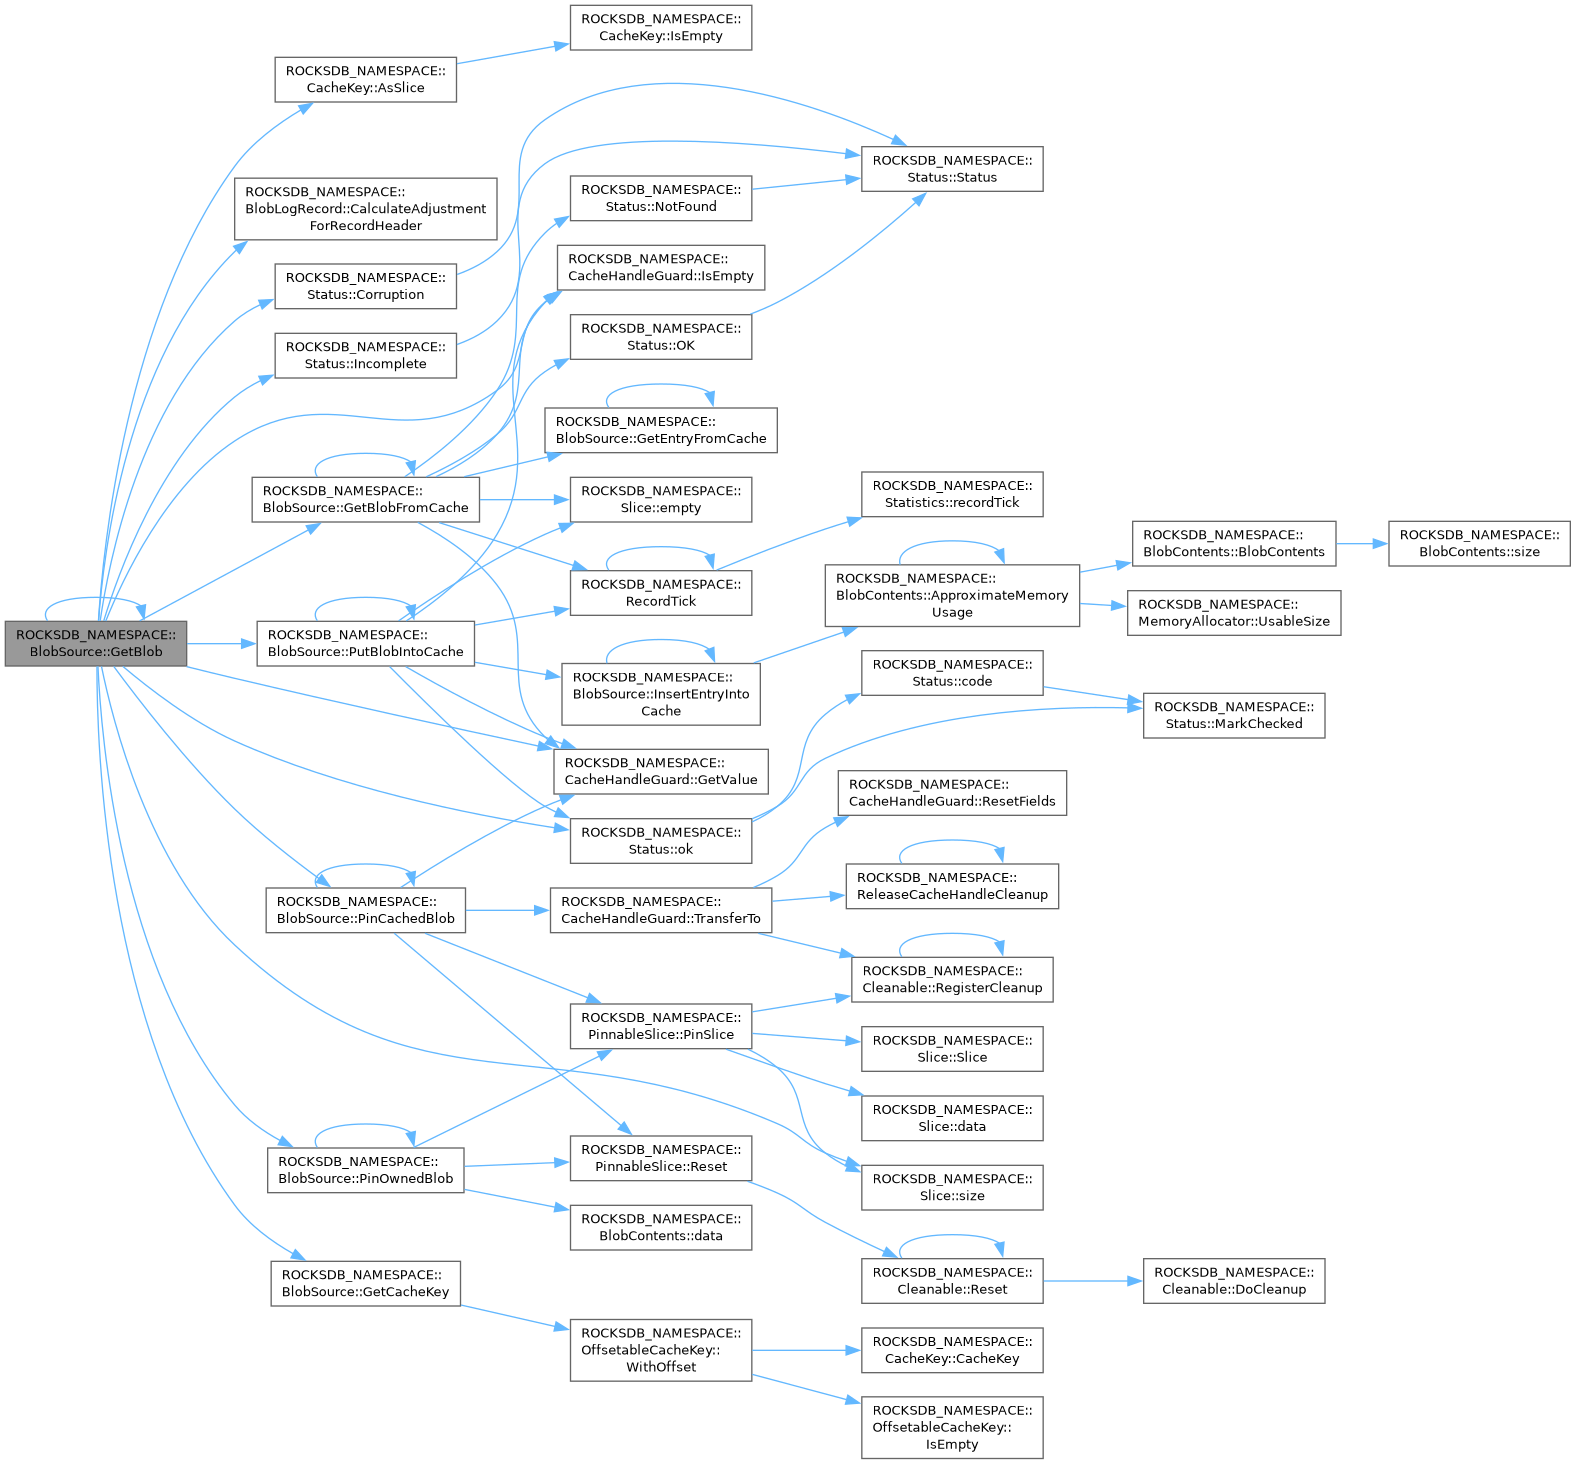 ROCKSDB_NAMESPACE::
BlobSource::GetBlob
ROCKSDB_NAMESPACE::
CacheKey::AsSlice
ROCKSDB_NAMESPACE::
BlobLogRecord::CalculateAdjustment
ForRecordHeader
ROCKSDB_NAMESPACE::
Status::Corruption
ROCKSDB_NAMESPACE::
Status::Incomplete
ROCKSDB_NAMESPACE::
BlobSource::GetBlobFromCache
ROCKSDB_NAMESPACE::
BlobSource::PutBlobIntoCache
ROCKSDB_NAMESPACE::
BlobSource::PinCachedBlob
ROCKSDB_NAMESPACE::
BlobSource::PinOwnedBlob
ROCKSDB_NAMESPACE::
BlobSource::GetCacheKey
ROCKSDB_NAMESPACE::
CacheKey::IsEmpty
ROCKSDB_NAMESPACE::
Status::NotFound
ROCKSDB_NAMESPACE::
CacheHandleGuard::IsEmpty
ROCKSDB_NAMESPACE::
Status::OK
ROCKSDB_NAMESPACE::
BlobSource::GetEntryFromCache
ROCKSDB_NAMESPACE::
Slice::empty
ROCKSDB_NAMESPACE::
RecordTick
ROCKSDB_NAMESPACE::
BlobSource::InsertEntryInto
Cache
ROCKSDB_NAMESPACE::
CacheHandleGuard::GetValue
ROCKSDB_NAMESPACE::
Status::ok
ROCKSDB_NAMESPACE::
CacheHandleGuard::TransferTo
ROCKSDB_NAMESPACE::
PinnableSlice::PinSlice
ROCKSDB_NAMESPACE::
PinnableSlice::Reset
ROCKSDB_NAMESPACE::
BlobContents::data
ROCKSDB_NAMESPACE::
OffsetableCacheKey::
WithOffset
ROCKSDB_NAMESPACE::
Status::Status
ROCKSDB_NAMESPACE::
Statistics::recordTick
ROCKSDB_NAMESPACE::
BlobContents::ApproximateMemory
Usage
ROCKSDB_NAMESPACE::
Status::code
ROCKSDB_NAMESPACE::
CacheHandleGuard::ResetFields
ROCKSDB_NAMESPACE::
ReleaseCacheHandleCleanup
ROCKSDB_NAMESPACE::
Cleanable::RegisterCleanup
ROCKSDB_NAMESPACE::
Slice::Slice
ROCKSDB_NAMESPACE::
Slice::data
ROCKSDB_NAMESPACE::
Slice::size
ROCKSDB_NAMESPACE::
Cleanable::Reset
ROCKSDB_NAMESPACE::
CacheKey::CacheKey
ROCKSDB_NAMESPACE::
OffsetableCacheKey::
IsEmpty
ROCKSDB_NAMESPACE::
BlobContents::BlobContents
ROCKSDB_NAMESPACE::
MemoryAllocator::UsableSize
ROCKSDB_NAMESPACE::
Status::MarkChecked
ROCKSDB_NAMESPACE::
Cleanable::DoCleanup
ROCKSDB_NAMESPACE::
BlobContents::size